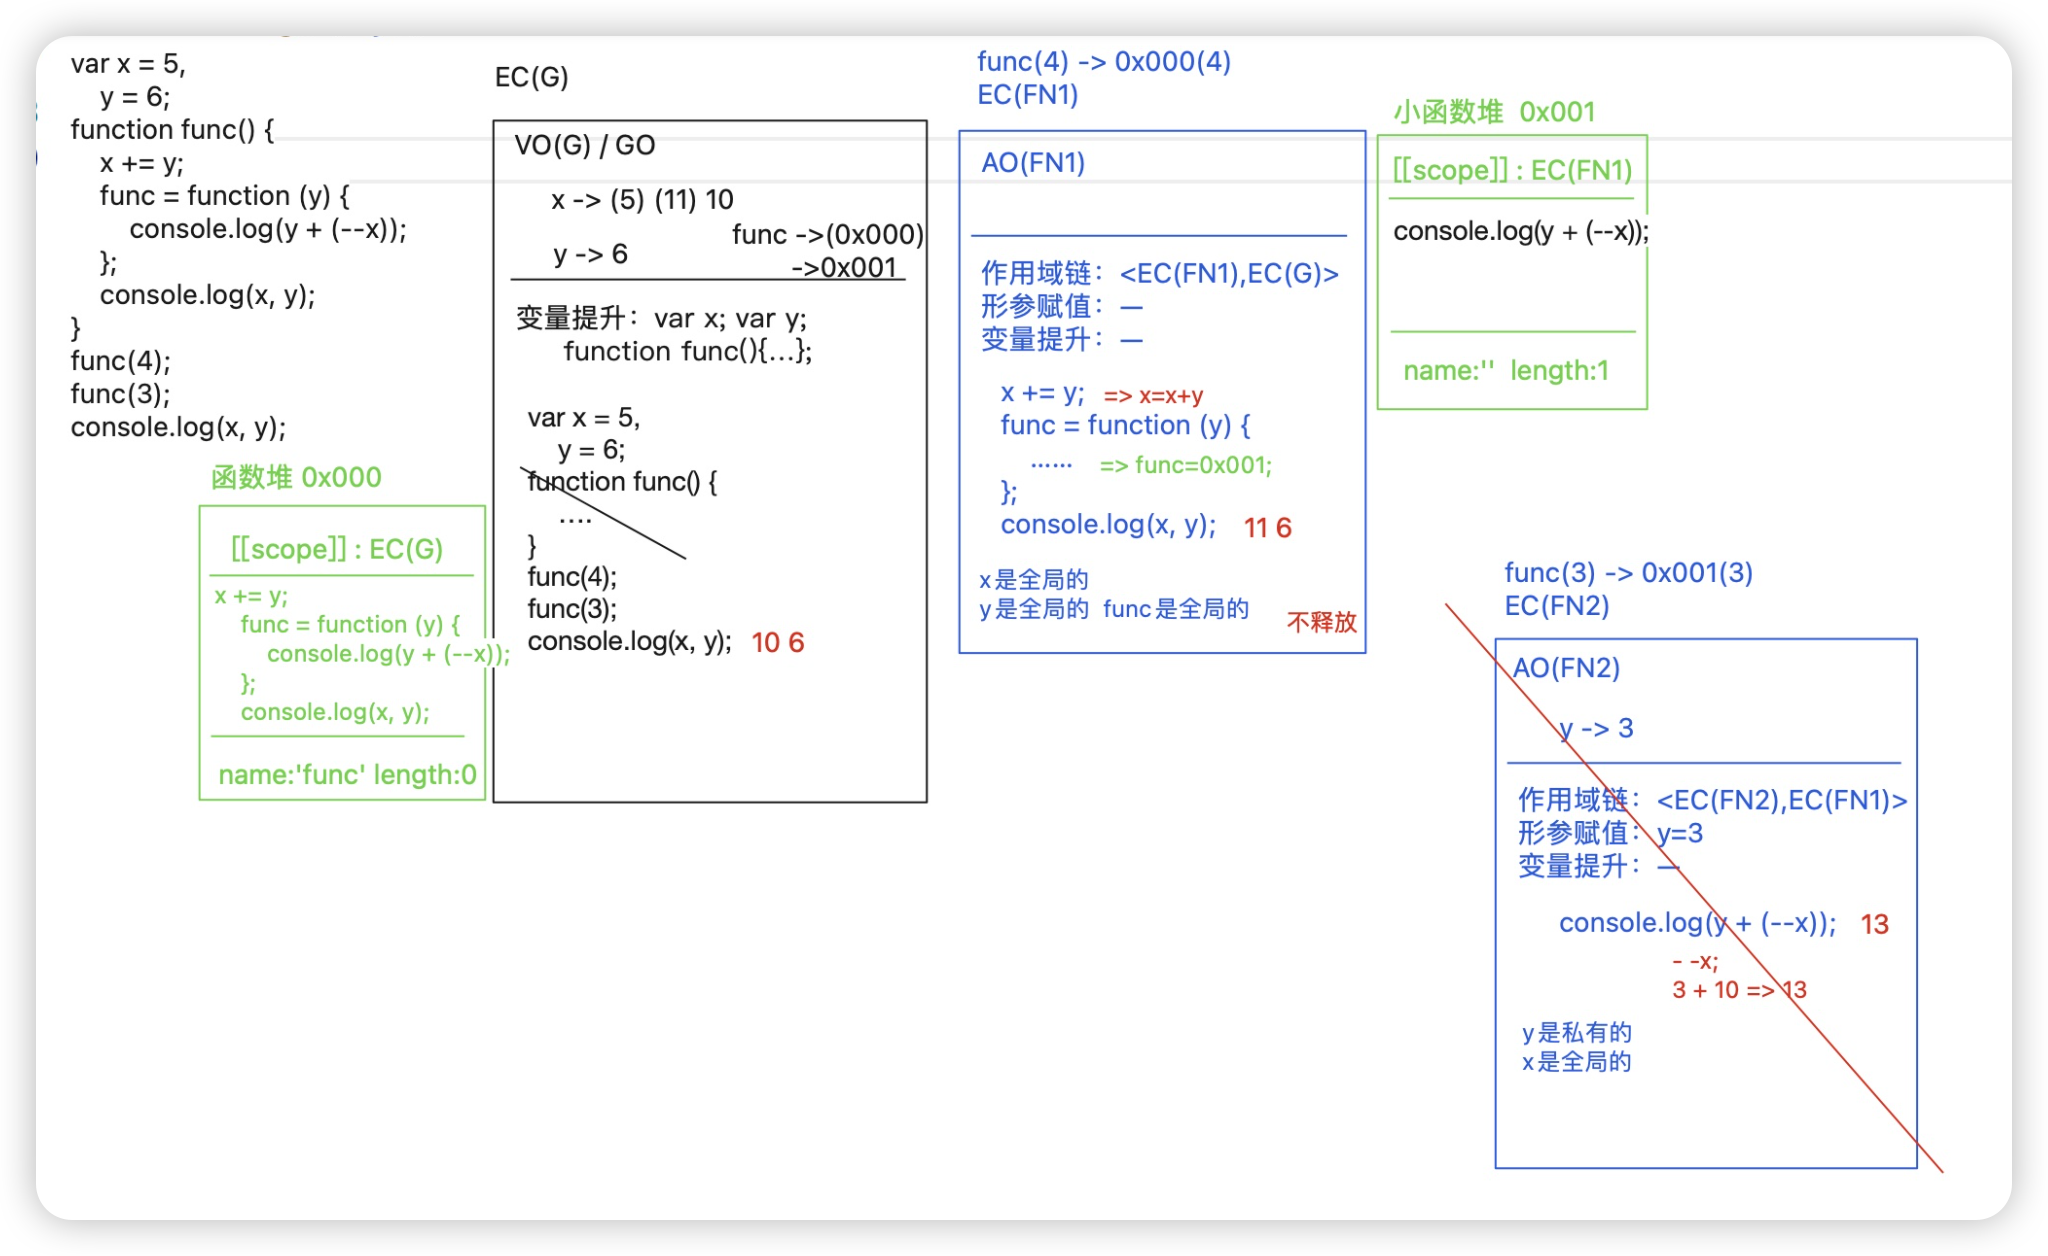 var x = 5,
y = 6;
function func() {
x += y;
func = function (y) {
console.log(y + (--x));
};
console.log(x, y);
}
func(4);
func(3);
console.log(x, y);
函数堆 0x000
[[scope]] : EC(G)
x += y;
func = function (y) {
console.log(y + (--x));
};
console.log(x, y);
name:'func' length:0
EC(G)
VO(G) / GO
x -> (5) (11) 10
func ->(0x000)
y -> 6
->0x001
变量提升：var x; var y;
function func(){...};
var x = 5,
y = 6;
function func() {
....
}
func(4);
func(3);
console.log(x, y); 10 6
func(4) -> 0x000(4)
EC(FN1)
AO(FN1)
作用域链：<EC(FN1),EC(G)>
形参赋值：—
变量提升：—
x += y; => x=x+y
func = function (y) {
...... => func=0x001;
};
console.log(x, y); 11 6
x是全局的
y是全局的 func是全局的
不释放
小函数堆 0x001
[[scope]] : EC(FN1)
console.log(y + (--x));
name:'' length:1
func(3) -> 0x001(3)
EC(FN2)
AO(FN2)
y -> 3
作用域链：<EC(FN2),EC(FN1)>
形参赋值：y=3
变量提升：—
console.log(y + (--x)); 13
- -x;
3 + 10 => 13
y是私有的
x是全局的